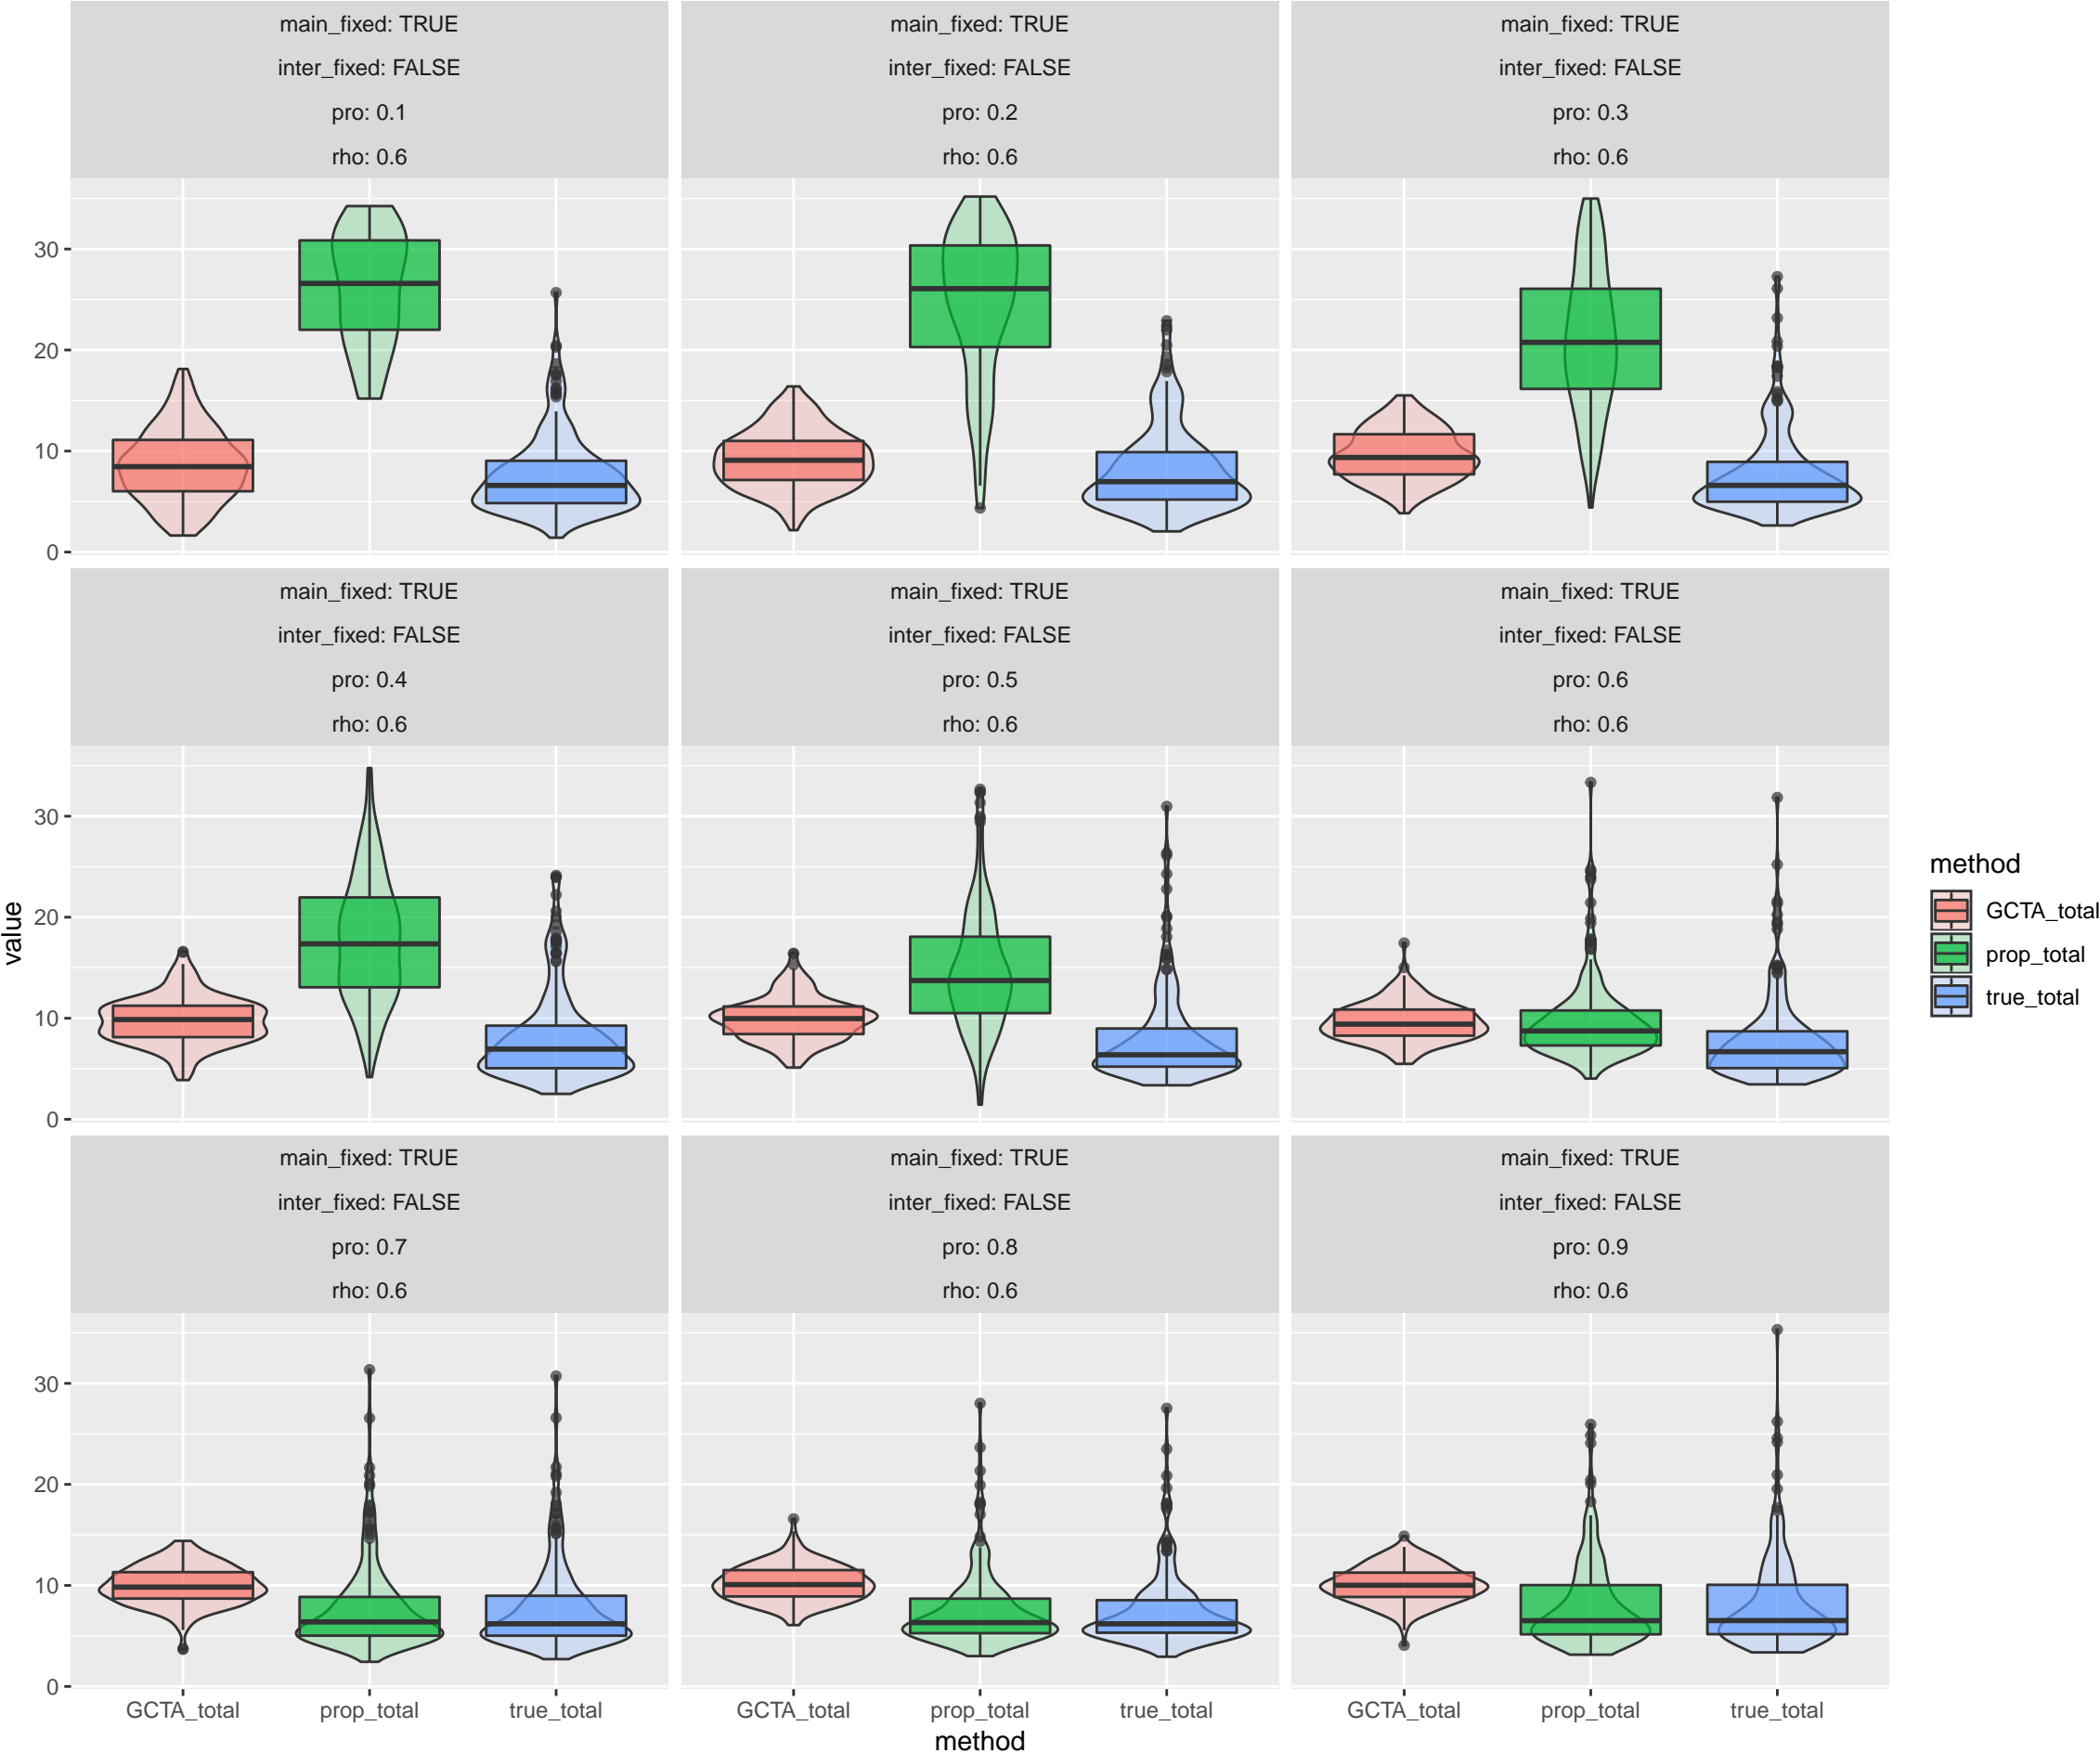 main_fixed: TRUE
main_fixed: TRUE
main_fixed: TRUE
inter_fixed: FALSE
inter_fixed: FALSE
inter_fixed: FALSE
pro: 0.1
pro: 0.2
pro: 0.3
rho: 0.6
rho: 0.6
rho: 0.6
30
20
10
0
main_fixed: TRUE
main_fixed: TRUE
main_fixed: TRUE
inter_fixed: FALSE
inter_fixed: FALSE
inter_fixed: FALSE
pro: 0.4
pro: 0.5
pro: 0.6
rho: 0.6
rho: 0.6
rho: 0.6
30
20
10
0
value
main_fixed: TRUE
main_fixed: TRUE
main_fixed: TRUE
inter_fixed: FALSE
inter_fixed: FALSE
inter_fixed: FALSE
pro: 0.7
pro: 0.8
pro: 0.9
rho: 0.6
rho: 0.6
rho: 0.6
30
20
10
0
GCTA_total
prop_total
true_total
GCTA_total
prop_total
true_total
GCTA_total
prop_total
true_total
method
method
GCTA_total
prop_total
true_total